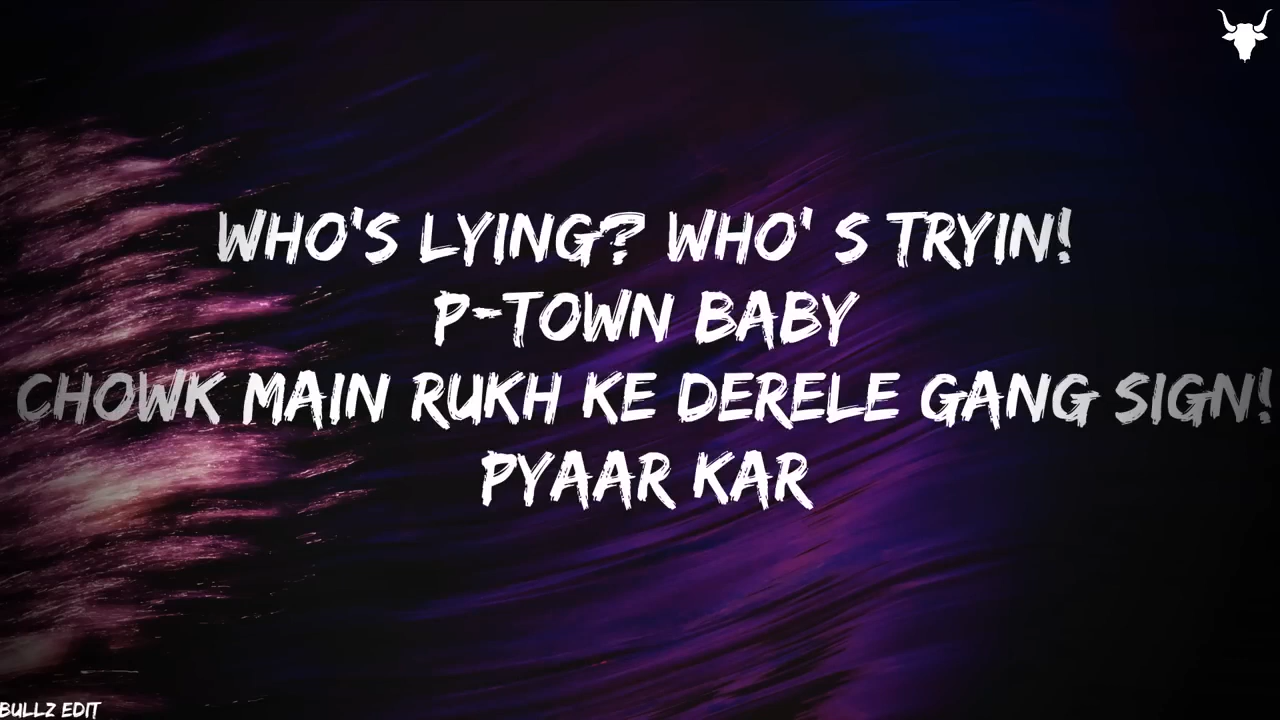 WHO'S LYING? WHO' S TRYIN!
P-TOWN BABY
CHOWK MAIN RUKH KE DERELE GANG SIGN!
PYAAR KAR
BULLZ EDIT